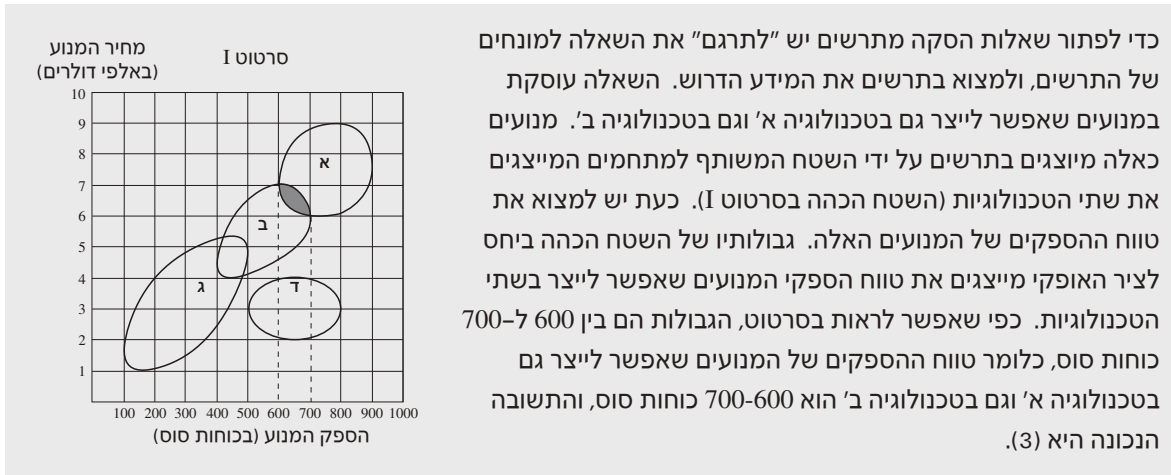 כדי לפתור שאלות הסקה מתרשים יש "לתרגם" את השאלה למונחים
של התרשים, ולמצוא בתרשים את המידע הדרוש. השאלה עוסקת
במנועים שאפשר לייצר גם בטכנולוגיה א' וגם בטכנולוגיה ב'. מנועים
כאלה מיוצגים בתרשים על ידי השטח המשותף למתחמים המייצגים
את שתי הטכנולוגיות (השטח הכהה בסרטוט I). כעת יש למצוא את
טווח ההספקים של המנועים האלה. גבולותיו של השטח הכהה ביחס
לציר האופקי מייצגים את טווח הספקי המנועים שאפשר לייצר בשתי
הטכנולוגיות. כפי שאפשר לראות בסרטוט, הגבולות הם בין 600 ל-700
כוחות סוס, כלומר טווח ההספקים של המנועים שאפשר לייצר גם
בטכנולוגיה א' וגם בטכנולוגיה ב' הוא 700-600 כוחות סוס, והתשובה
הנכונה היא (3).
סרטוט I
מחיר המנוע
(באלפי דולרים)
10
9
8
7
6
5
4
3
2
1
א
ב
ג
ד
100 200 300 400 500 600 700 800 900 1000
הספק המנוע (בכוחות סוס)